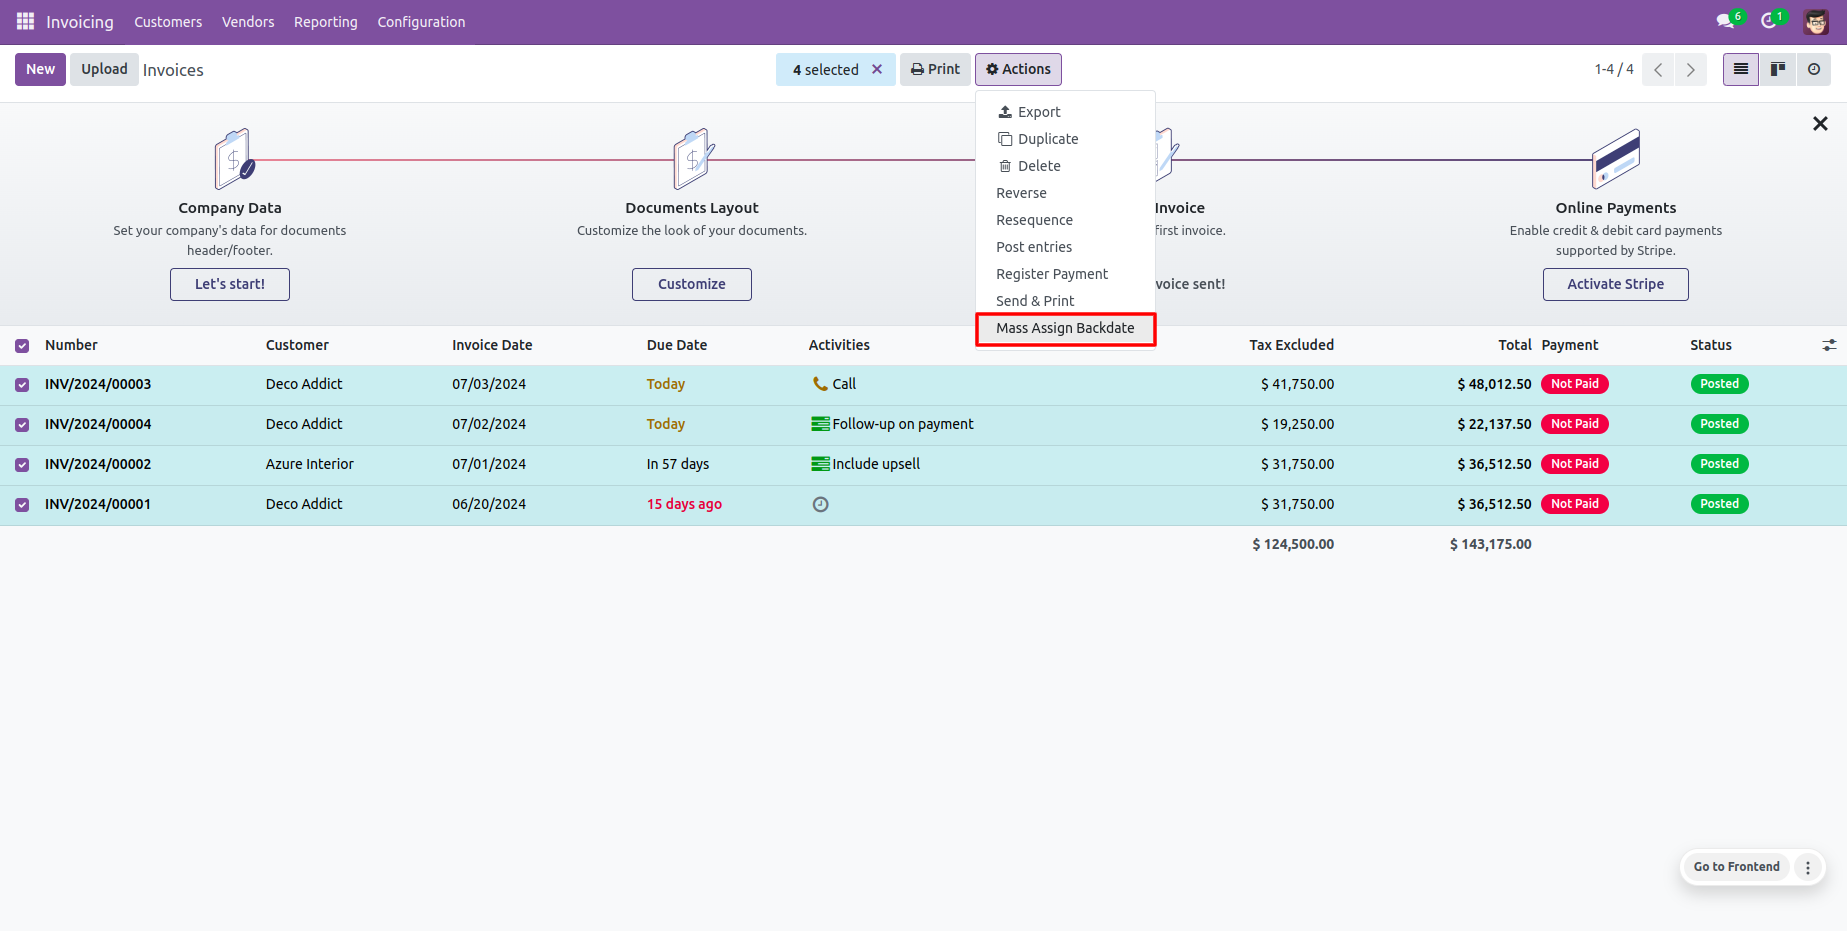 Invoicing Customers Vendors Reporting Configuration 6 1
New Upload Invoices 4 selected Print Actions 1-4 / 4
Export
Duplicate
Delete
Reverse
Resequence
Post entries
Register Payment
Send & Print
Mass Assign Backdate
Company Data
Set your company's data for documents
header/footer.
Let's start!
Documents Layout
Customize the look of your documents.
Customize
Invoice
first invoice.
voice sent!
Online Payments
Enable credit & debit card payments
supported by Stripe.
Activate Stripe
Number Customer Invoice Date Due Date Activities Tax Excluded Total Payment Status
INV/2024/00003 Deco Addict 07/03/2024 Today Call $ 41,750.00 $ 48,012.50 Not Paid Posted
INV/2024/00004 Deco Addict 07/02/2024 Today Follow-up on payment $ 19,250.00 $ 22,137.50 Not Paid Posted
INV/2024/00002 Azure Interior 07/01/2024 In 57 days Include upsell $ 31,750.00 $ 36,512.50 Not Paid Posted
INV/2024/00001 Deco Addict 06/20/2024 15 days ago $ 31,750.00 $ 36,512.50 Not Paid Posted
$ 124,500.00 $ 143,175.00
Go to Frontend